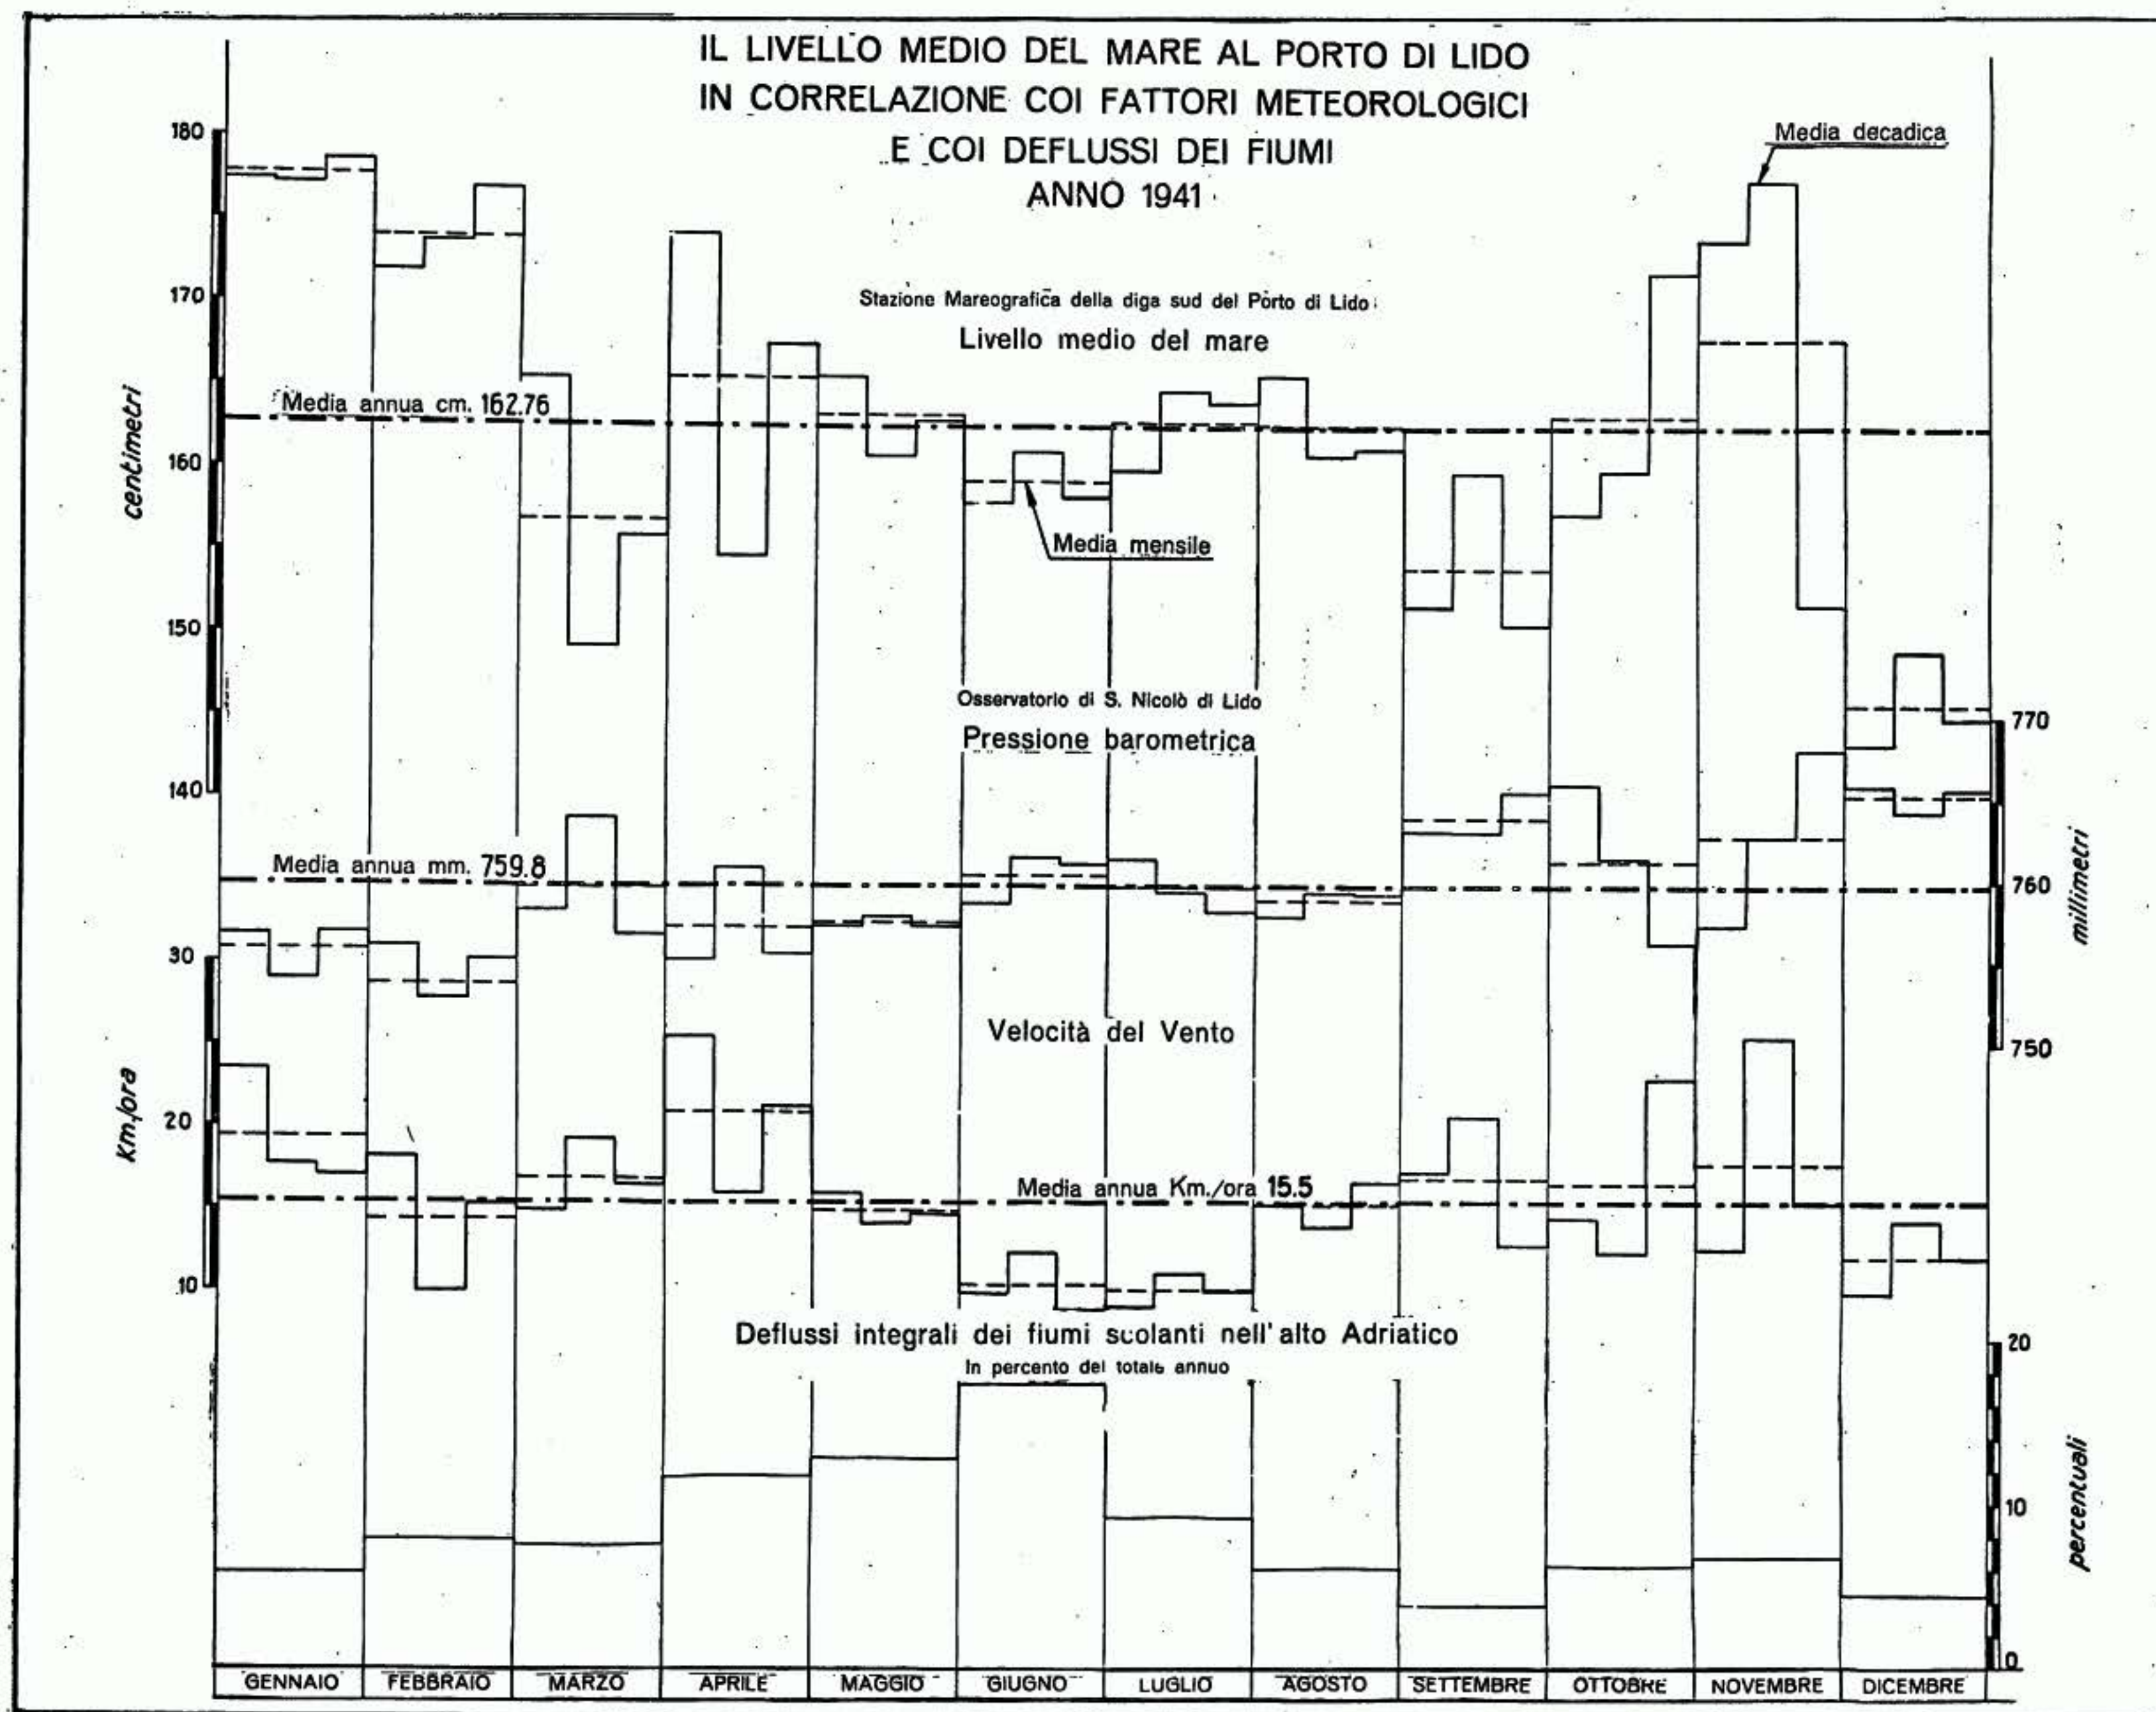 IL LIVELLO MEDIO DEL MARE AL PORTO DI LIDO
IN CORRELAZIONE COI FATTORI METEOROLOGICI
E COI DEFLUSSI DEI FIUMI
ANNO 1941
Media decadica
Stazione Mareografica della diga sud del Porto di Lido
Livello medio del mare
Media annua cm. 162.76
Media mensile
Osservatorio di S. Nicolò di Lido
Pressione barometrica
Media annua mm. 759.8
Velocità del Vento
Media annua Km./ora 15.5
Deflussi integrali dei fiumi scolanti nell'alto Adriatico
In percento del totale annuo
centimetri
180
170
160
150
140
Km./ora
30
20
10
millimetri
770
760
750
percentuali
20
10
0
GENNAIO FEBBRAIO MARZO APRILE MAGGIO GIUGNO LUGLIO AGOSTO SETTEMBRE OTTOBRE NOVEMBRE DICEMBRE